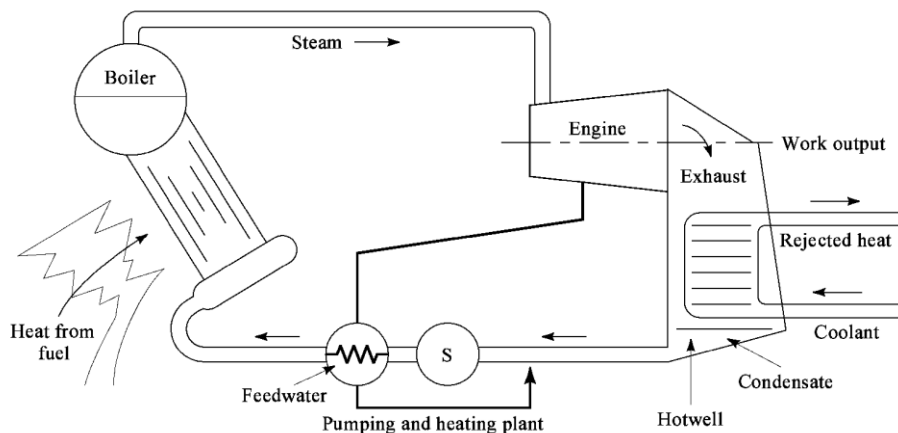 Steam
Boiler
Engine
Work output
Exhaust
Rejected heat
Heat from
fuel
Coolant
S
Feedwater
Condensate
Pumping and heating plant
Hotwell